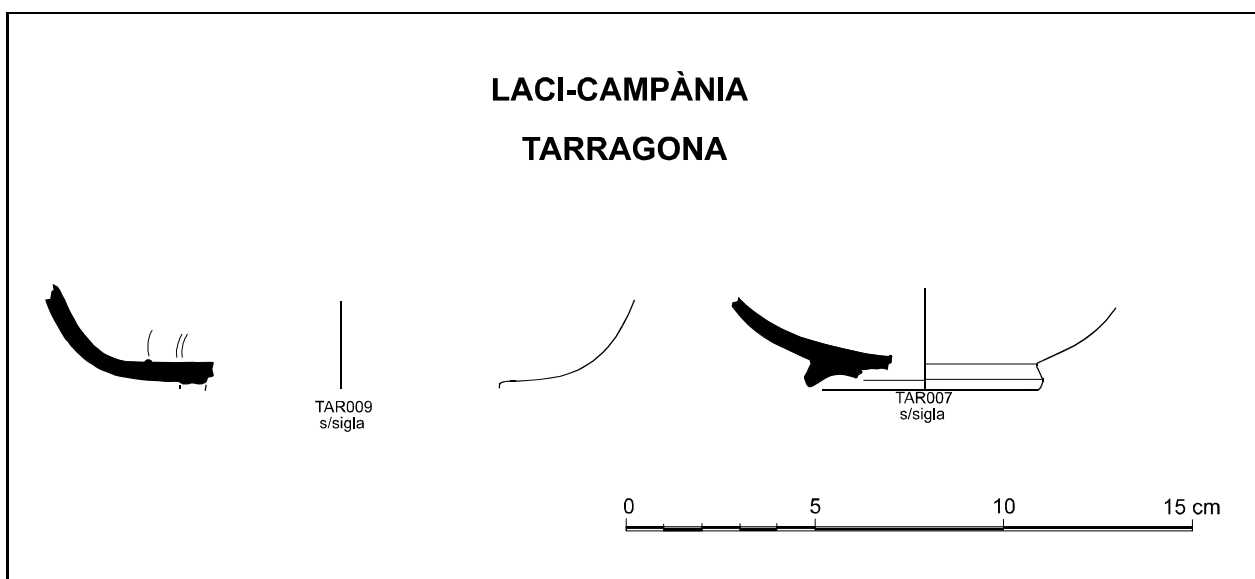 LACI-CAMPÀNIA
TARRAGONA
TAR009
s/sigla
TAR007
s/sigla
0 5 10 15 cm